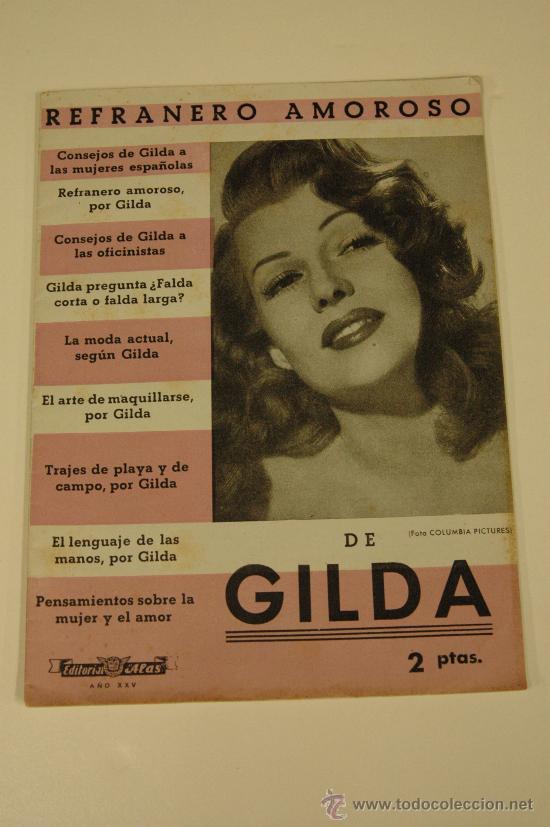 REFRANERO AMOROSO
Consejos de Gilda a
las mujeres españolas
Refranero amoroso,
por Gilda
Consejos de Gilda a
las oficinistas
Gilda pregunta ¿Falda
corta o falda larga?
La moda actual,
según Gilda
El arte de maquillarse,
por Gilda
Trajes de playa y de
campo, por Gilda
El lenguaje de las
manos, por Gilda
Pensamientos sobre la
mujer y el amor
Editorial Alas
AÑO XXV
(Foto COLUMBIA PICTURES)
DE
GILDA
2 ptas.
www.todocoleccion.net